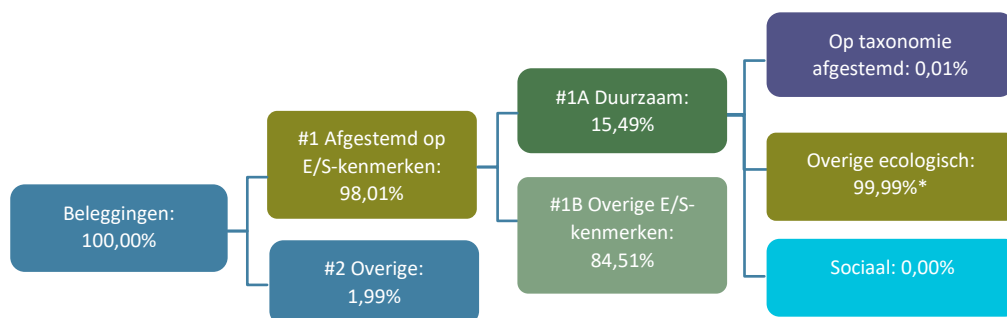 Beleggingen:
100,00%
#1 Afgestemd op
E/S-kenmerken:
98,01%
#2 Overige:
1,99%
#1A Duurzaam:
15,49%
#1B Overige E/S-
kenmerken:
84,51%
Op taxonomie
afgestemd: 0,01%
Overige ecologisch:
99,99%*
Sociaal: 0,00%